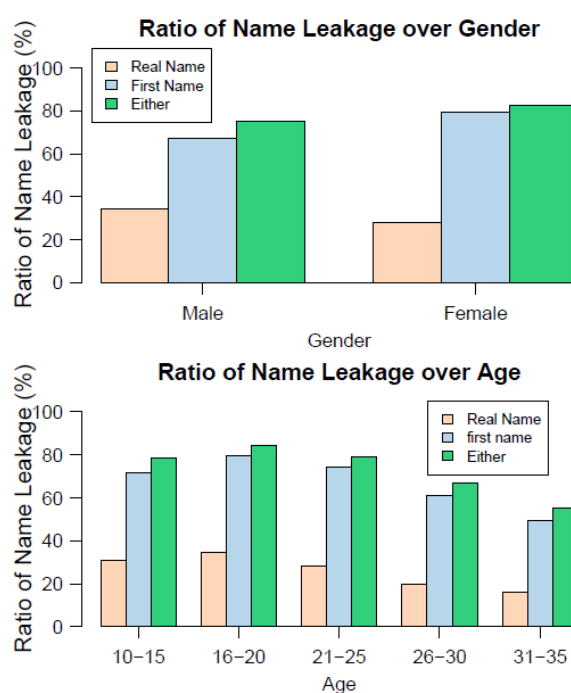 Ratio of Name Leakage over Gender
Ratio of Name Leakage (%)
100
80
60
40
20
0
Real Name
First Name
Either
Male Female
Gender
Ratio of Name Leakage over Age
Ratio of Name Leakage (%)
100
80
60
40
20
0
Real Name
first name
Either
10−15 16−20 21−25 26−30 31−35
Age